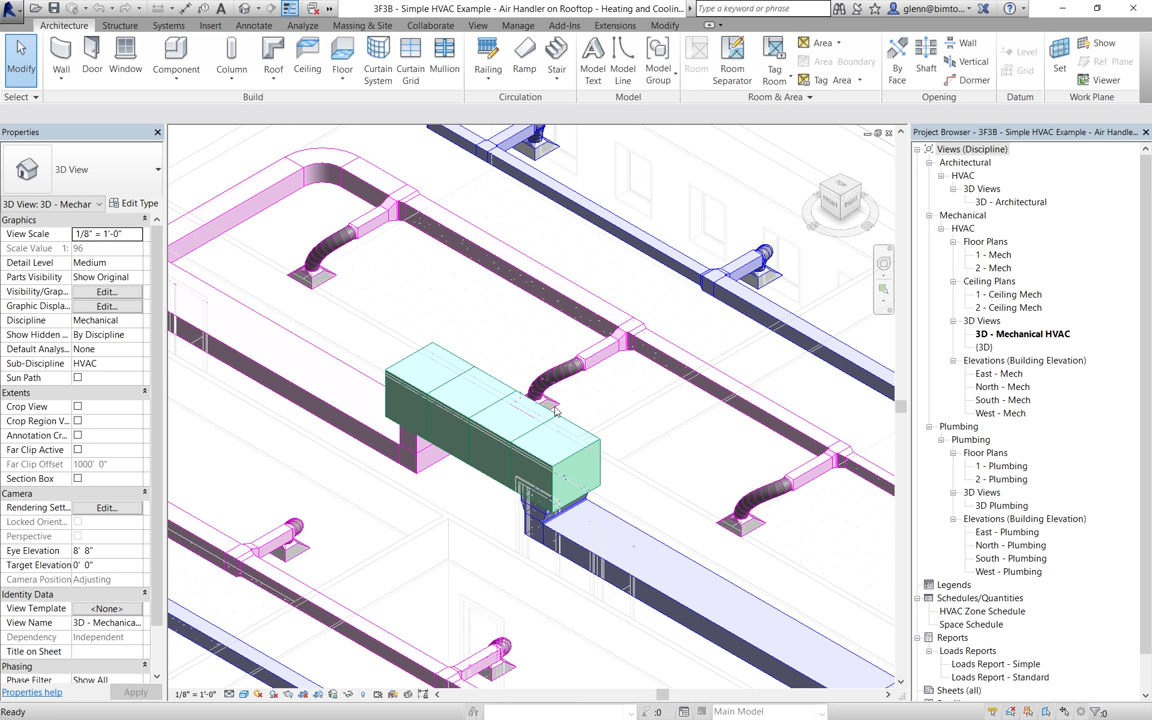 3F3B - Simple HVAC Example - Air Handler on Rooftop - Heating and Coolin...
Type a keyword or phrase
glenn@bimto...
Architecture Structure Systems Insert Annotate Analyze Massing & Site Collaborate View Manage Add-Ins Extensions Modify
Modify
Wall
Door
Window
Component
Column
Roof
Ceiling
Floor
Curtain System
Curtain Grid
Mullion
Railing
Ramp
Stair
Model Text
Model Line
Model Group
Room
Room Separator
Tag Room
Area
Area Boundary
Tag Area
By Face
Shaft
Wall
Vertical
Dormer
Level
Grid
Set
Show
Ref Plane
Viewer
Select
Build
Circulation
Model
Room & Area
Opening
Datum
Work Plane
Properties
3D View
3D View: 3D - Mechar
Edit Type
Graphics
View Scale 1/8" = 1'-0"
Scale Value 1: 96
Detail Level Medium
Parts Visibility Show Original
Visibility/Grap... Edit...
Graphic Displa... Edit...
Discipline Mechanical
Show Hidden ... By Discipline
Default Analys... None
Sub-Discipline HVAC
Sun Path
Extents
Crop View
Crop Region V...
Annotation Cr...
Far Clip Active
Far Clip Offset 1000' 0"
Section Box
Camera
Rendering Sett... Edit...
Locked Orient...
Perspective
Eye Elevation 8' 8"
Target Elevation 0' 0"
Camera Position Adjusting
Identity Data
View Template <None>
View Name 3D - Mechanica...
Dependency Independent
Title on Sheet
Phasing
Phase Filter Show All
Properties help
Apply
TOP
FRONT
RIGHT
1/8" = 1'-0"
Project Browser - 3F3B - Simple HVAC Example - Air Handle...
Views (Discipline)
Architectural
HVAC
3D Views
3D - Architectural
Mechanical
HVAC
Floor Plans
1 - Mech
2 - Mech
Ceiling Plans
1 - Ceiling Mech
2 - Ceiling Mech
3D Views
3D - Mechanical HVAC
{3D}
Elevations (Building Elevation)
East - Mech
North - Mech
South - Mech
West - Mech
Plumbing
Plumbing
Floor Plans
1 - Plumbing
2 - Plumbing
3D Views
3D Plumbing
Elevations (Building Elevation)
East - Plumbing
North - Plumbing
South - Plumbing
West - Plumbing
Legends
Schedules/Quantities
HVAC Zone Schedule
Space Schedule
Reports
Loads Reports
Loads Report - Simple
Loads Report - Standard
Sheets (all)
Ready
:0
Main Model
:0